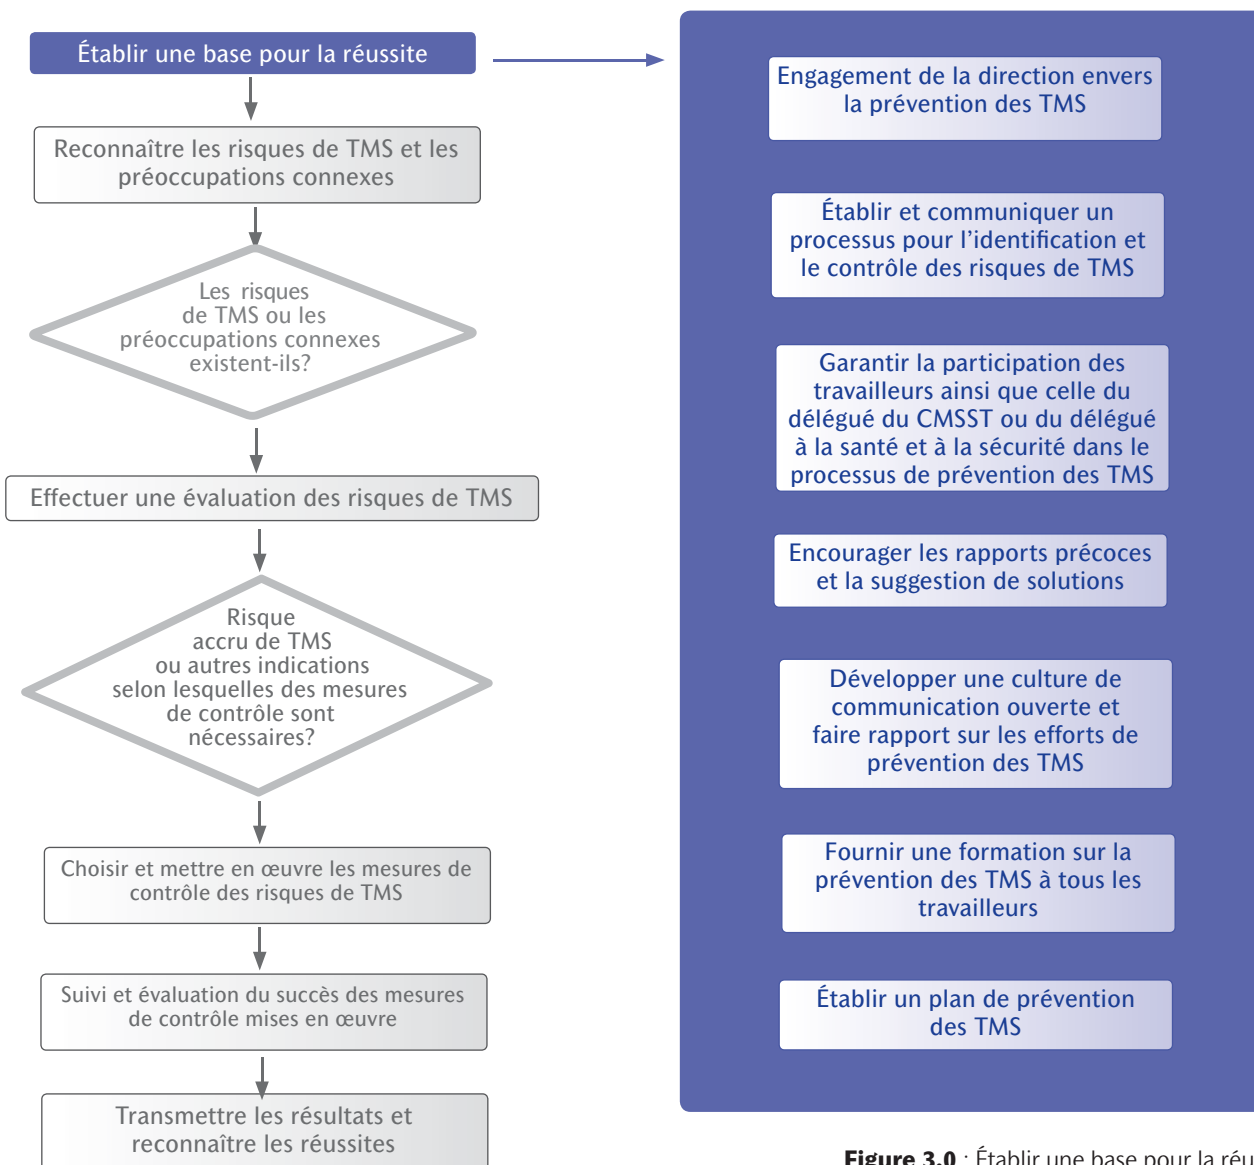 Établir une base pour la réussite
Reconnaître les risques de TMS et les
préoccupations connexes
Les risques
de TMS ou les
préoccupations connexes
existent-ils?
Effectuer une évaluation des risques de TMS
Risque
accru de TMS
ou autres indications
selon lesquelles des mesures
de contrôle sont
nécessaires?
Choisir et mettre en œuvre les mesures de
contrôle des risques de TMS
Suivi et évaluation du succès des mesures
de contrôle mises en œuvre
Transmettre les résultats et
reconnaître les réussites
Engagement de la direction envers
la prévention des TMS
Établir et communiquer un
processus pour l'identification et
le contrôle des risques de TMS
Garantir la participation des
travailleurs ainsi que celle du
délégué du CMSST ou du délégué
à la santé et à la sécurité dans le
processus de prévention des TMS
Encourager les rapports précoces
et la suggestion de solutions
Développer une culture de
communication ouverte et
faire rapport sur les efforts de
prévention des TMS
Fournir une formation sur la
prévention des TMS à tous les
travailleurs
Établir un plan de prévention
des TMS
Figure 3.0 : Établir une base pour la